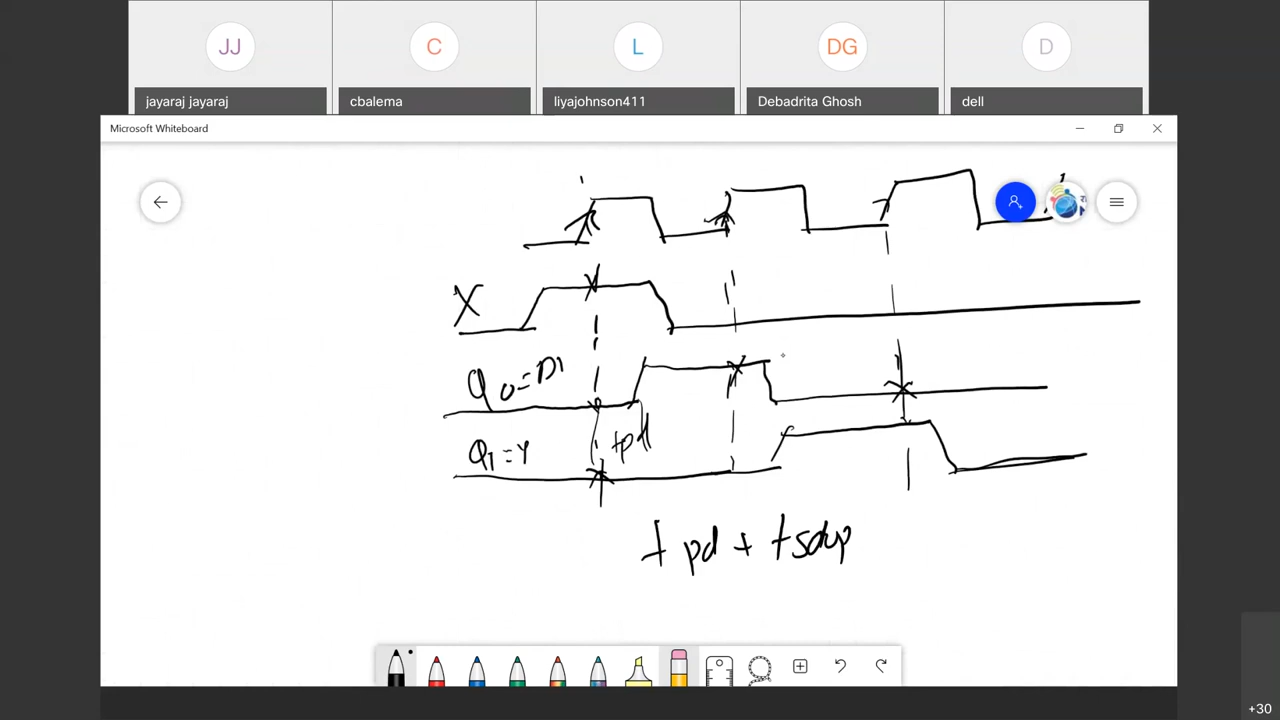 JJ C L DG D
jayaraj jayaraj cbalema liyajohnson411 Debadrita Ghosh dell
Microsoft Whiteboard
X
Q0 = D1
tpd
Q1 = Y
tpd + tsetup
+30